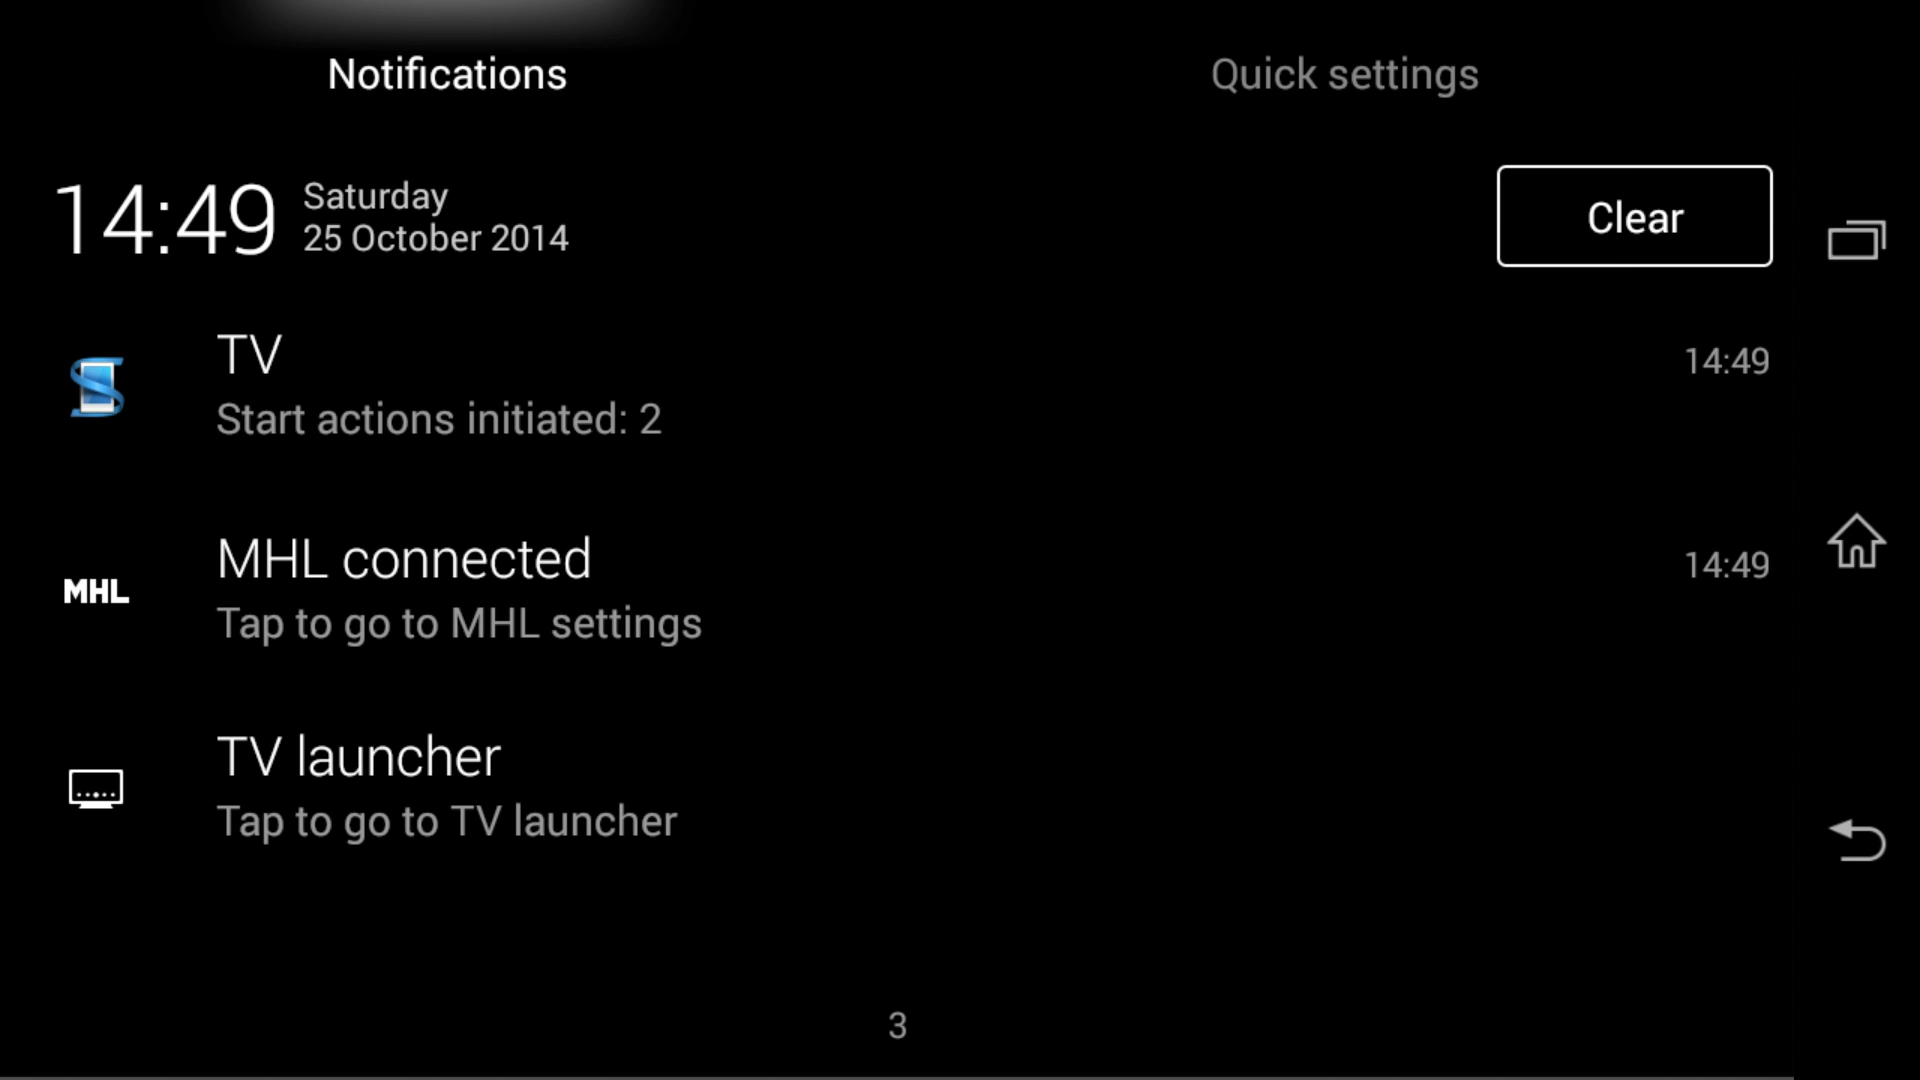 Notifications
Quick settings
14:49
Saturday
25 October 2014
Clear
TV
14:49
Start actions initiated: 2
MHL connected
14:49
MHL
Tap to go to MHL settings
TV launcher
Tap to go to TV launcher
3